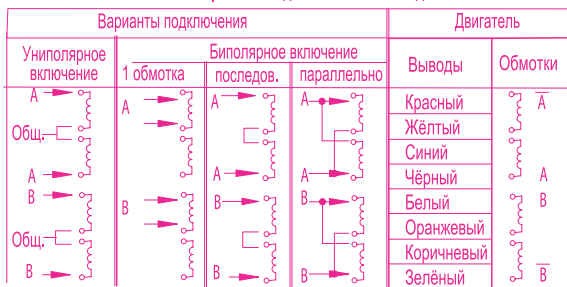 Варианты подключения Двигатель
Униполярное включение Биполярное включение Выводы Обмотки
1 обмотка последов. параллельно
A A A A Красный A
Общ. Жёлтый
Синий
A A A Чёрный A
B B B B Белый B
Общ. Оранжевый
Коричневый
B B B Зелёный B